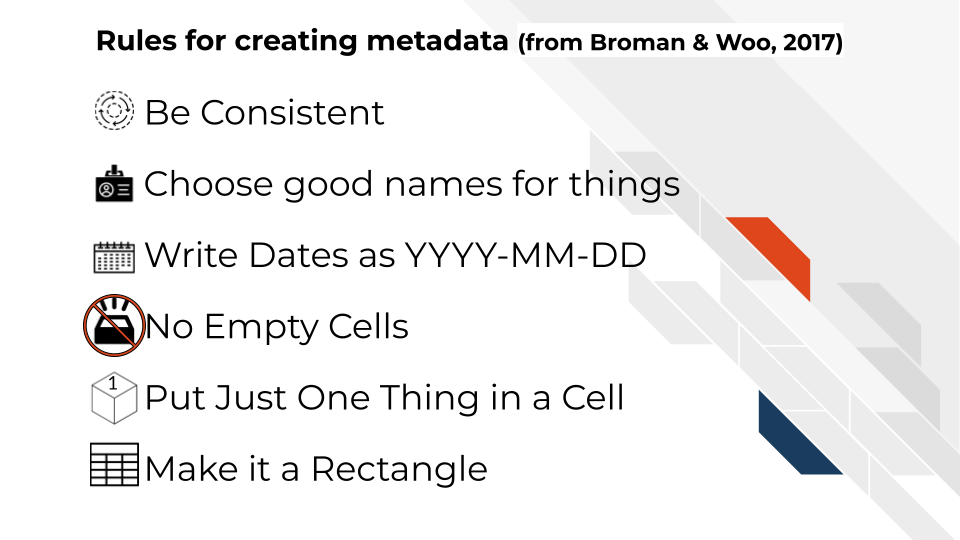 Rules for creating metadata (from Broman & Woo, 2017)
Be Consistent
Choose good names for things
Write Dates as YYYY-MM-DD
No Empty Cells
1
Put Just One Thing in a Cell
Make it a Rectangle